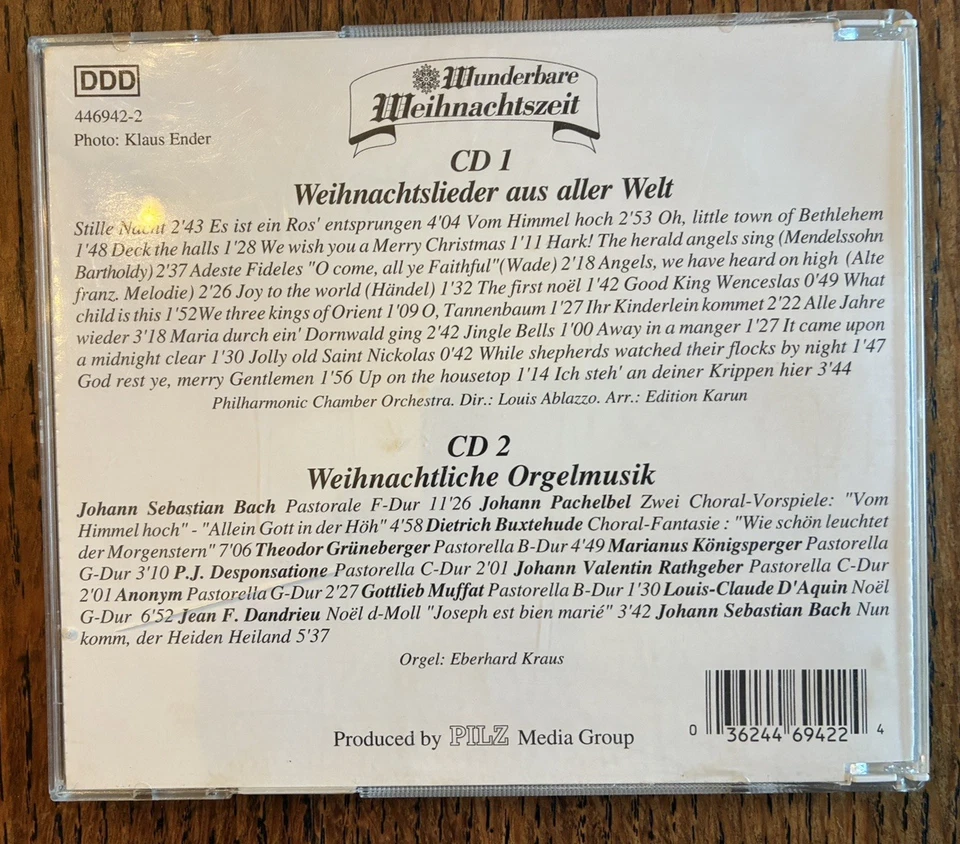 DDD
446942-2
Photo: Klaus Ender
Wunderbare
Weihnachtszeit
CD 1
Weihnachtslieder aus aller Welt
Stille Nacht 2'43 Es ist ein Ros' entsprungen 4'04 Vom Himmel hoch 2'53 Oh, little town of Bethlehem
1'48 Deck the halls 1'28 We wish you a Merry Christmas 1'11 Hark! The herald angels sing (Mendelssohn
Bartholdy) 2'37 Adeste Fideles "O come, all ye Faithful"(Wade) 2'18 Angels, we have heard on high (Alte
franz. Melodie) 2'26 Joy to the world (Händel) 1'32 The first noël 1'42 Good King Wenceslas 0'49 What
child is this 1'52We three kings of Orient 1'09 O, Tannenbaum 1'27 Ihr Kinderlein kommet 2'22 Alle Jahre
wieder 3'18 Maria durch ein' Dornwald ging 2'42 Jingle Bells 1'00 Away in a manger 1'27 It came upon
a midnight clear 1'30 Jolly old Saint Nickolas 0'42 While shepherds watched their flocks by night 1'47
God rest ye, merry Gentlemen 1'56 Up on the housetop 1'14 Ich steh' an deiner Krippen hier 3'44
Philharmonic Chamber Orchestra. Dir.: Louis Ablazzo. Arr.: Edition Karun
CD 2
Weihnachtliche Orgelmusik
Johann Sebastian Bach Pastorale F-Dur 11'26 Johann Pachelbel Zwei Choral-Vorspiele: "Vom
Himmel hoch" - "Allein Gott in der Höh" 4'58 Dietrich Buxtehude Choral-Fantasie : "Wie schön leuchtet
der Morgenstern" 7'06 Theodor Grüneberger Pastorella B-Dur 4'49 Marianus Königsperger Pastorella
G-Dur 3'10 P.J. Desponsatione Pastorella C-Dur 2'01 Johann Valentin Rathgeber Pastorella C-Dur
2'01 Anonym Pastorella G-Dur 2'27 Gottlieb Muffat Pastorella B-Dur 1'30 Louis-Claude D'Aquin Noël
G-Dur 6'52 Jean F. Dandrieu Noël d-Moll "Joseph est bien marié" 3'42 Johann Sebastian Bach Nun
komm, der Heiden Heiland 5'37
Orgel: Eberhard Kraus
Produced by PILZ Media Group
0 36244 69422 4